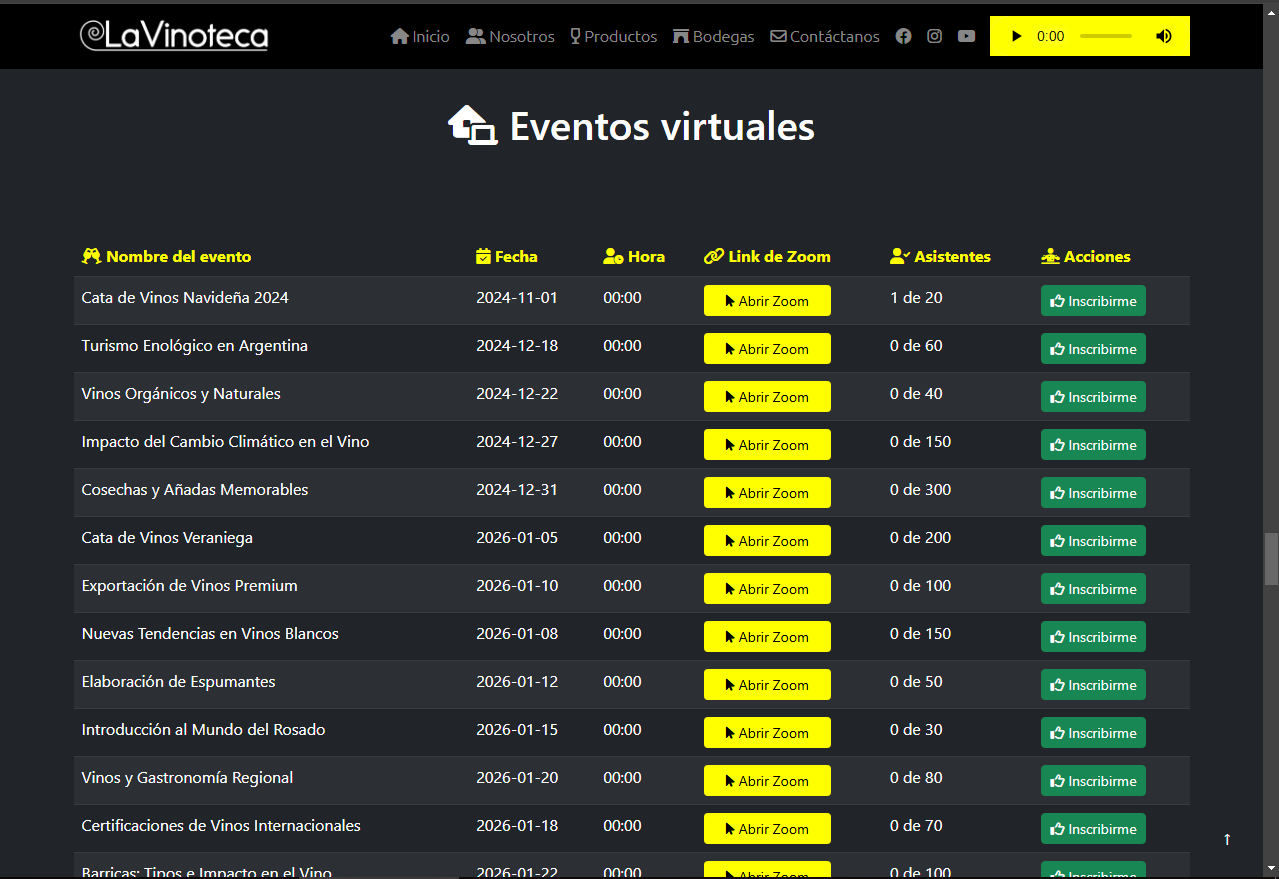 LaVinoteca Inicio Nosotros Productos Bodegas Contáctanos 0:00
Eventos virtuales
Nombre del evento Fecha Hora Link de Zoom Asistentes Acciones
Cata de Vinos Navideña 2024 2024-11-01 00:00 Abrir Zoom 1 de 20 Inscribirme
Turismo Enológico en Argentina 2024-12-18 00:00 Abrir Zoom 0 de 60 Inscribirme
Vinos Orgánicos y Naturales 2024-12-22 00:00 Abrir Zoom 0 de 40 Inscribirme
Impacto del Cambio Climático en el Vino 2024-12-27 00:00 Abrir Zoom 0 de 150 Inscribirme
Cosechas y Añadas Memorables 2024-12-31 00:00 Abrir Zoom 0 de 300 Inscribirme
Cata de Vinos Veraniega 2026-01-05 00:00 Abrir Zoom 0 de 200 Inscribirme
Exportación de Vinos Premium 2026-01-10 00:00 Abrir Zoom 0 de 100 Inscribirme
Nuevas Tendencias en Vinos Blancos 2026-01-08 00:00 Abrir Zoom 0 de 150 Inscribirme
Elaboración de Espumantes 2026-01-12 00:00 Abrir Zoom 0 de 50 Inscribirme
Introducción al Mundo del Rosado 2026-01-15 00:00 Abrir Zoom 0 de 30 Inscribirme
Vinos y Gastronomía Regional 2026-01-20 00:00 Abrir Zoom 0 de 80 Inscribirme
Certificaciones de Vinos Internacionales 2026-01-18 00:00 Abrir Zoom 0 de 70 Inscribirme
Barricas: Tipos e Impacto en el Vino 2026-01-22 00:00 Abrir Zoom 0 de 100 Inscribirme